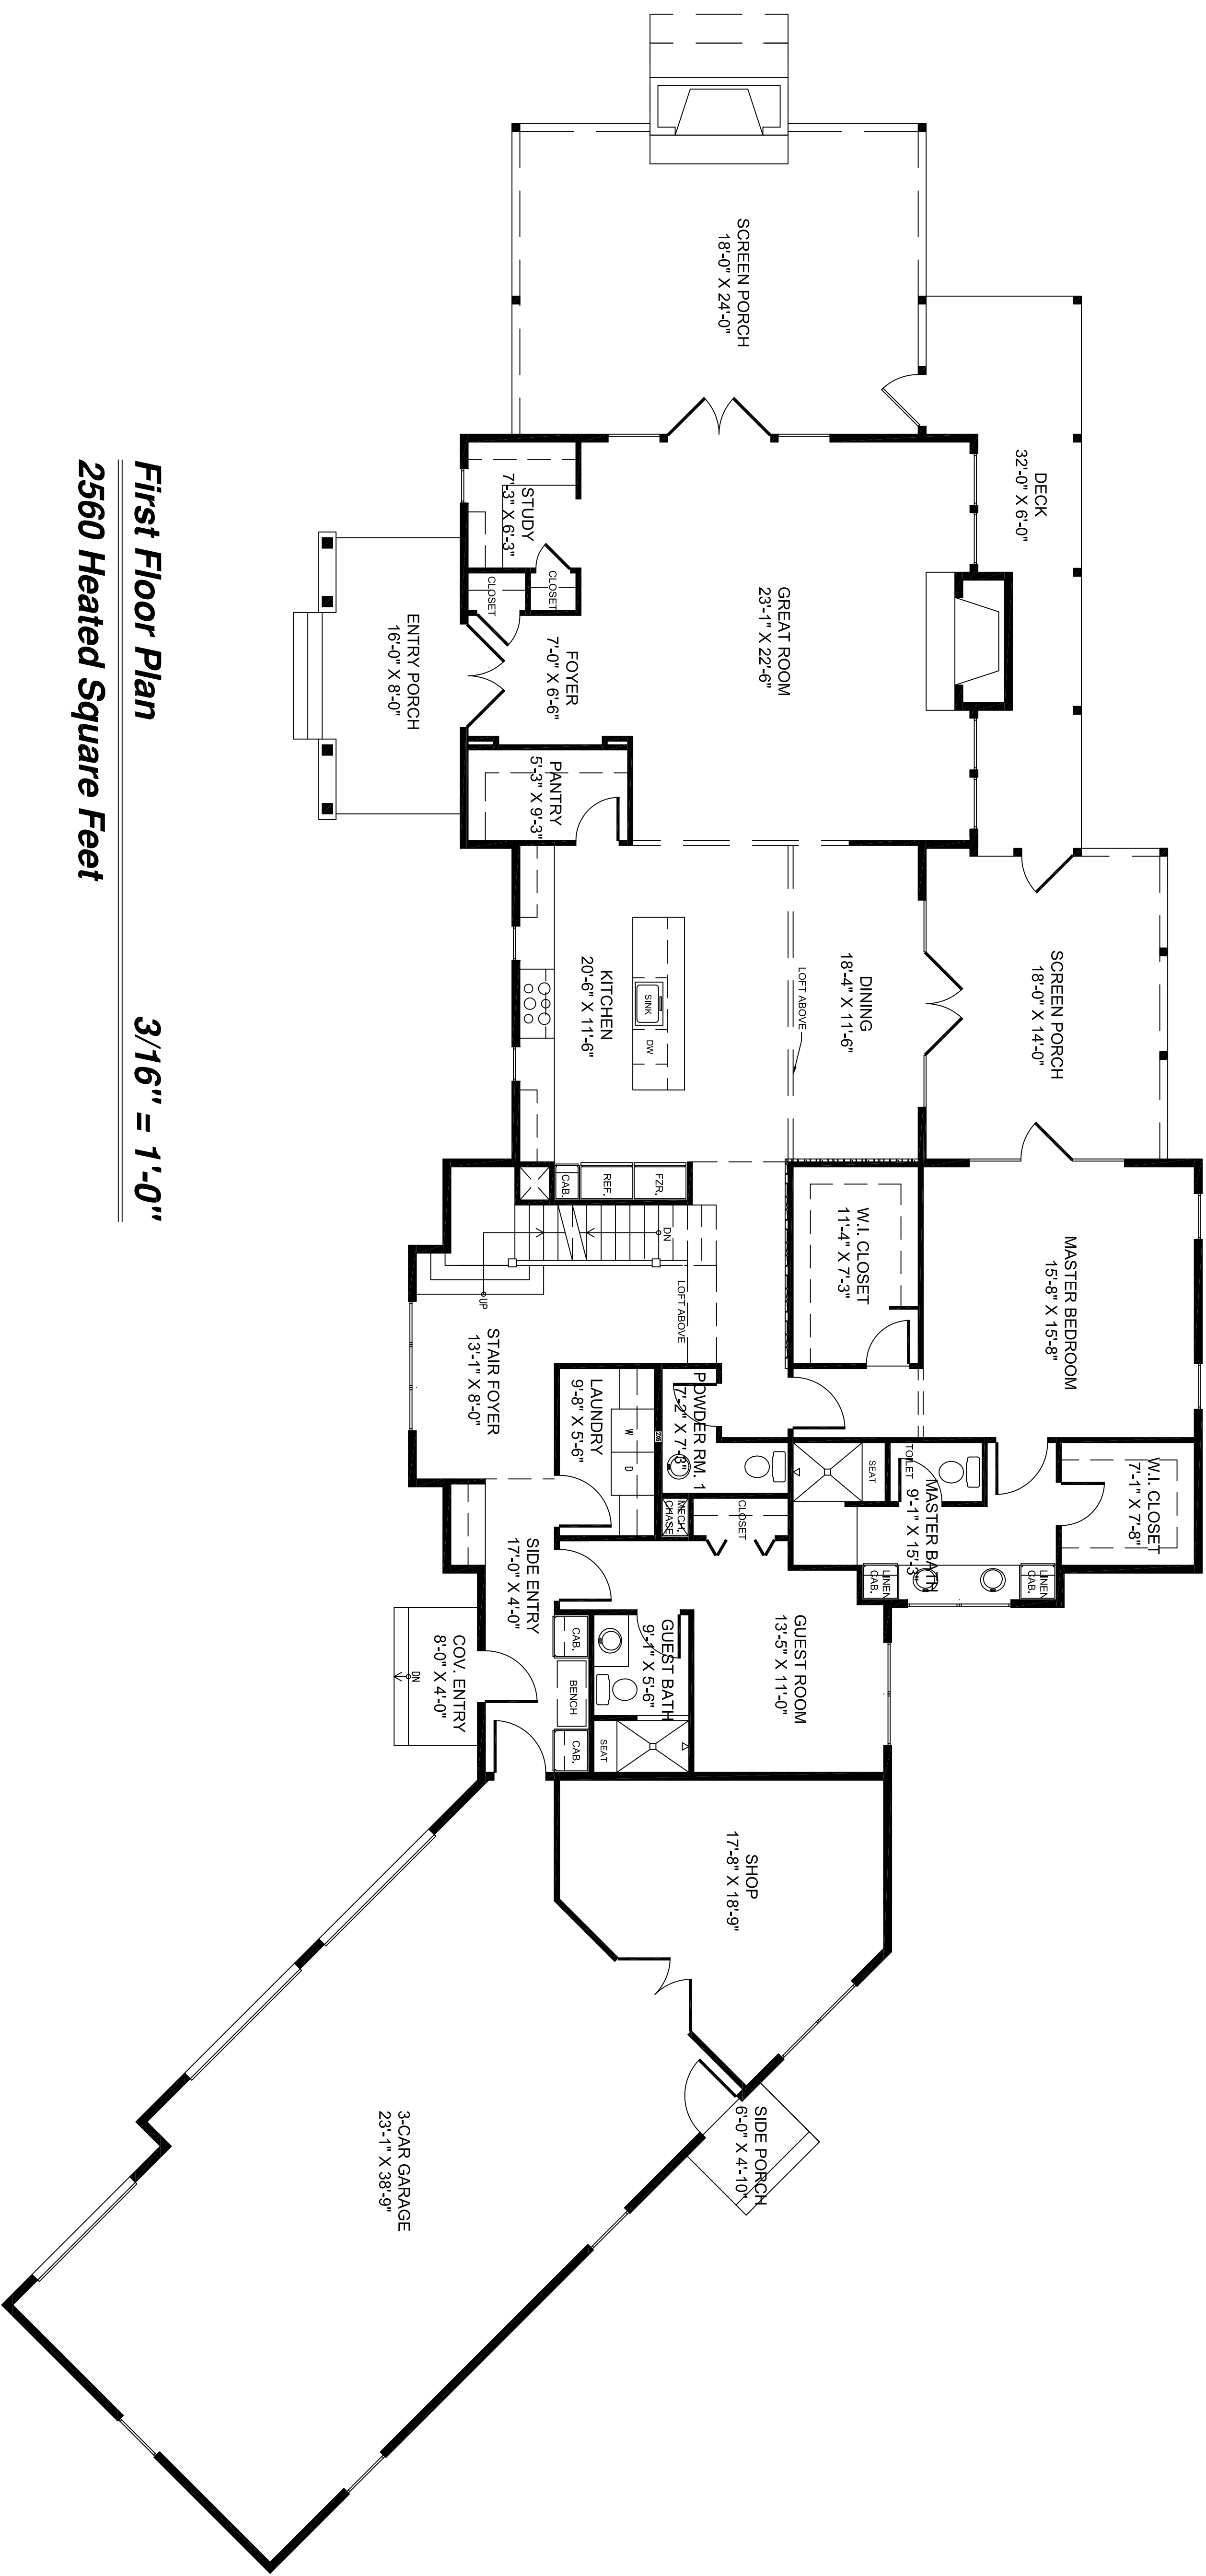 DECK
32'-0" X 6'-0"
SCREEN PORCH
18'-0" X 24'-0"
SCREEN PORCH
18'-0" X 14'-0"
MASTER BEDROOM
15'-8" X 15'-8"
W.I. CLOSET
7'-1" X 7'-8"
GREAT ROOM
23'-1" X 22'-6"
DINING
18'-4" X 11'-6"
LOFT ABOVE
W.I. CLOSET
11'-4" X 7'-3"
SEAT
TOILET
MASTER BATH
9'-1" X 15'-3"
LINEN
CAB.
LINEN
CAB.
STUDY
7'-3" X 6'-3"
CLOSET
CLOSET
FOYER
7'-0" X 6'-6"
PANTRY
5'-3" X 9'-3"
KITCHEN
20'-6" X 11'-6"
SINK
DW
CAB.
REF.
FZR.
DN
UP
LOFT ABOVE
STAIR FOYER
13'-1" X 8'-0"
POWDER RM. 1
7'-2" X 7'-3"
LAUNDRY
9'-8" X 5'-6"
W
D
MECH.
CHASE
CLOSET
GUEST ROOM
13'-5" X 11'-0"
GUEST BATH
9'-1" X 5'-6"
SEAT
SIDE ENTRY
17'-0" X 4'-0"
CAB.
BENCH
CAB.
ENTRY PORCH
16'-0" X 8'-0"
COV. ENTRY
8'-0" X 4'-0"
DN
SHOP
17'-8" X 18'-9"
SIDE PORCH
6'-0" X 4'-10"
3-CAR GARAGE
23'-1" X 38'-9"
First Floor Plan 3/16" = 1'-0"
2560 Heated Square Feet